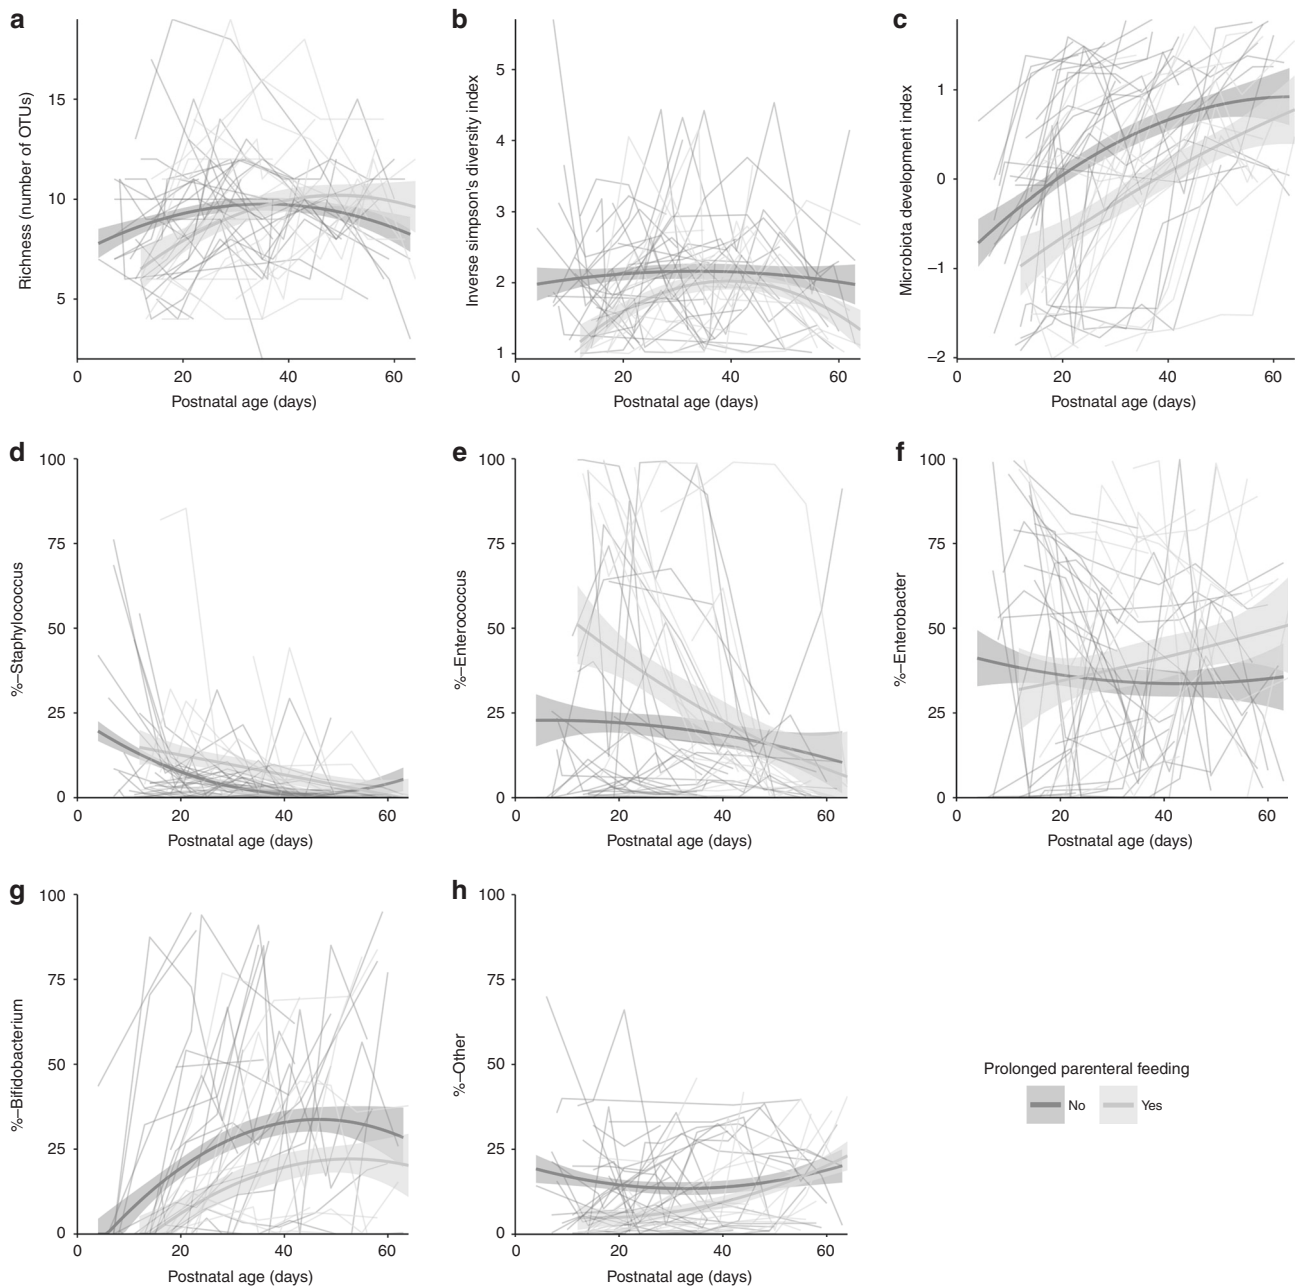 a
Richness (number of OTUs)
15
10
5
0
20
40
60
Postnatal age (days)
b
Inverse simpson's diversity index
5
4
3
2
1
0
20
40
60
Postnatal age (days)
c
Microbiota development index
1
0
–1
–2
0
20
40
60
Postnatal age (days)
d
%–Staphylococcus
100
75
50
25
0
0
20
40
60
Postnatal age (days)
e
%–Enterococcus
100
75
50
25
0
0
20
40
60
Postnatal age (days)
f
%–Enterobacter
100
75
50
25
0
0
20
40
60
Postnatal age (days)
g
%–Bifidobacterium
100
75
50
25
0
0
20
40
60
Postnatal age (days)
h
%–Other
100
75
50
25
0
0
20
40
60
Postnatal age (days)
Prolonged parenteral feeding
No
Yes